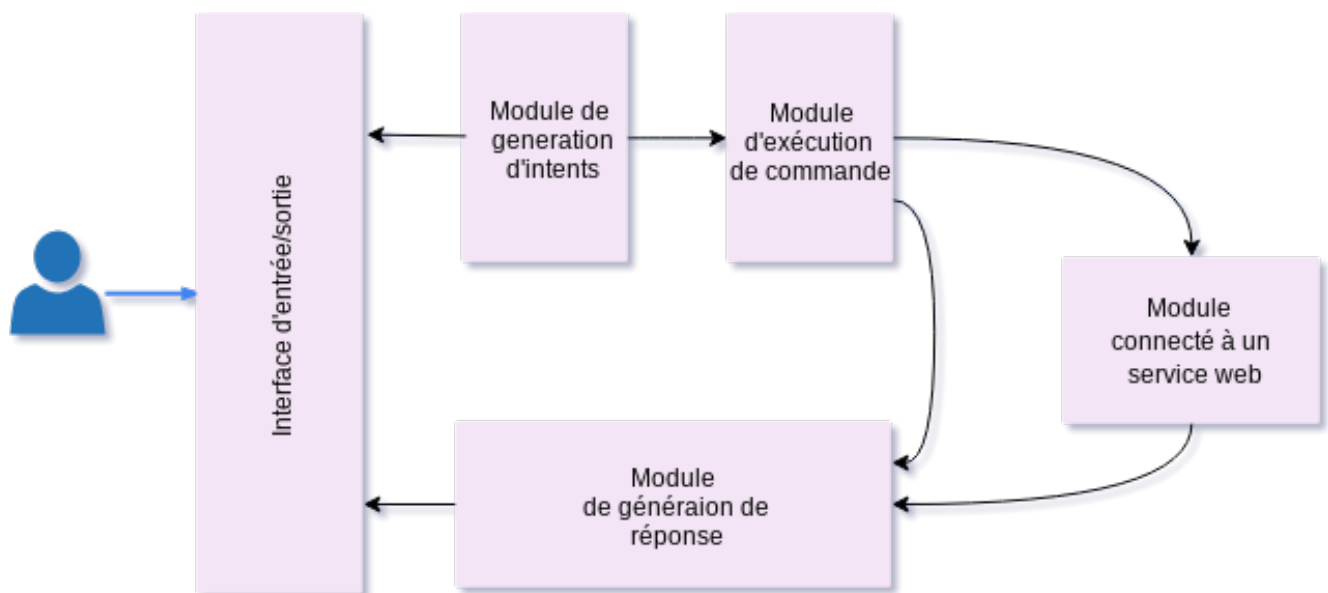 Interface d'entrée/sortie
Module de
generation
d'intents
Module
d'exécution
de commande
Module
connecté à un
service web
Module
de généraion de
réponse